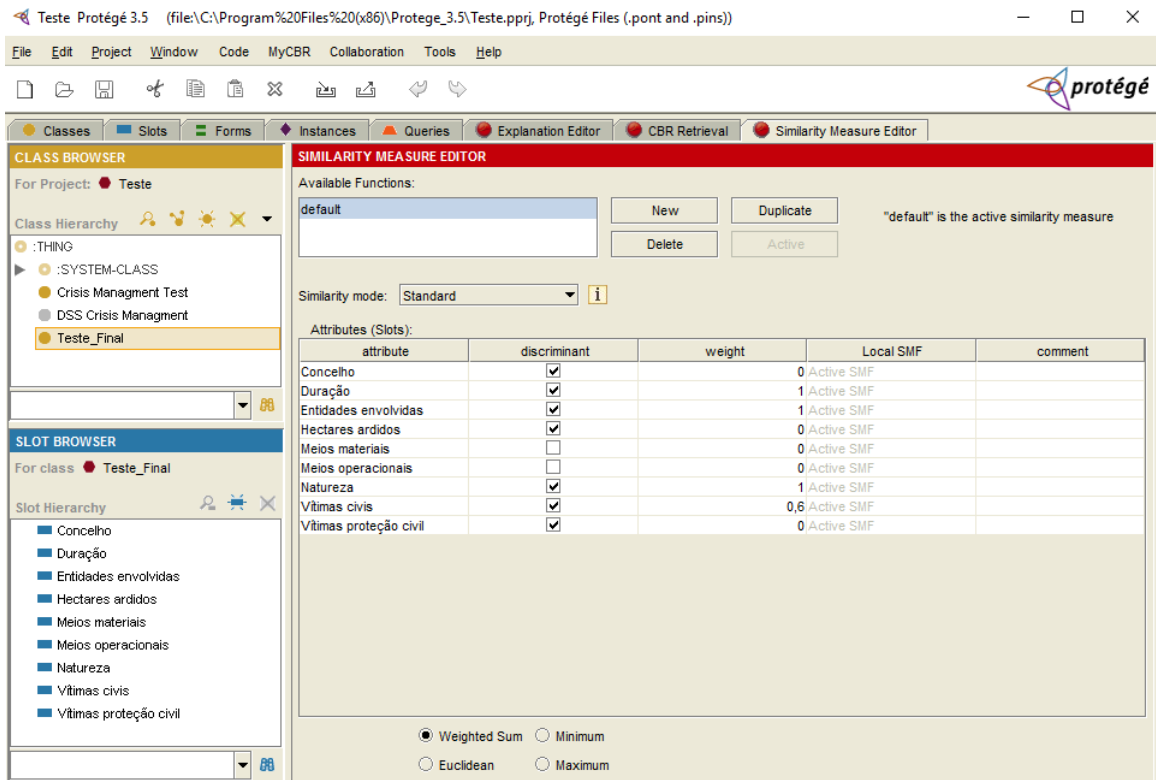 Teste Protégé 3.5 (file:\C:\Program%20Files%20(x86)\Protege_3.5\Teste.pprj, Protégé Files (.pont and .pins))
File Edit Project Window Code MyCBR Collaboration Tools Help
protégé
Classes Slots Forms Instances Queries Explanation Editor CBR Retrieval Similarity Measure Editor
CLASS BROWSER
For Project: Teste
Class Hierarchy
:THING
:SYSTEM-CLASS
Crisis Managment Test
DSS Crisis Managment
Teste_Final
SLOT BROWSER
For class Teste_Final
Slot Hierarchy
Concelho
Duração
Entidades envolvidas
Hectares ardidos
Meios materiais
Meios operacionais
Natureza
Vítimas civis
Vítimas proteção civil
SIMILARITY MEASURE EDITOR
Available Functions:
default
New Duplicate
Delete Active
"default" is the active similarity measure
Similarity mode: Standard i
Attributes (Slots):
attribute discriminant weight Local SMF comment
Concelho 0 Active SMF
Duração 1 Active SMF
Entidades envolvidas 1 Active SMF
Hectares ardidos 0 Active SMF
Meios materiais 0 Active SMF
Meios operacionais 0 Active SMF
Natureza 1 Active SMF
Vítimas civis 0,6 Active SMF
Vítimas proteção civil 0 Active SMF
Weighted Sum Minimum
Euclidean Maximum